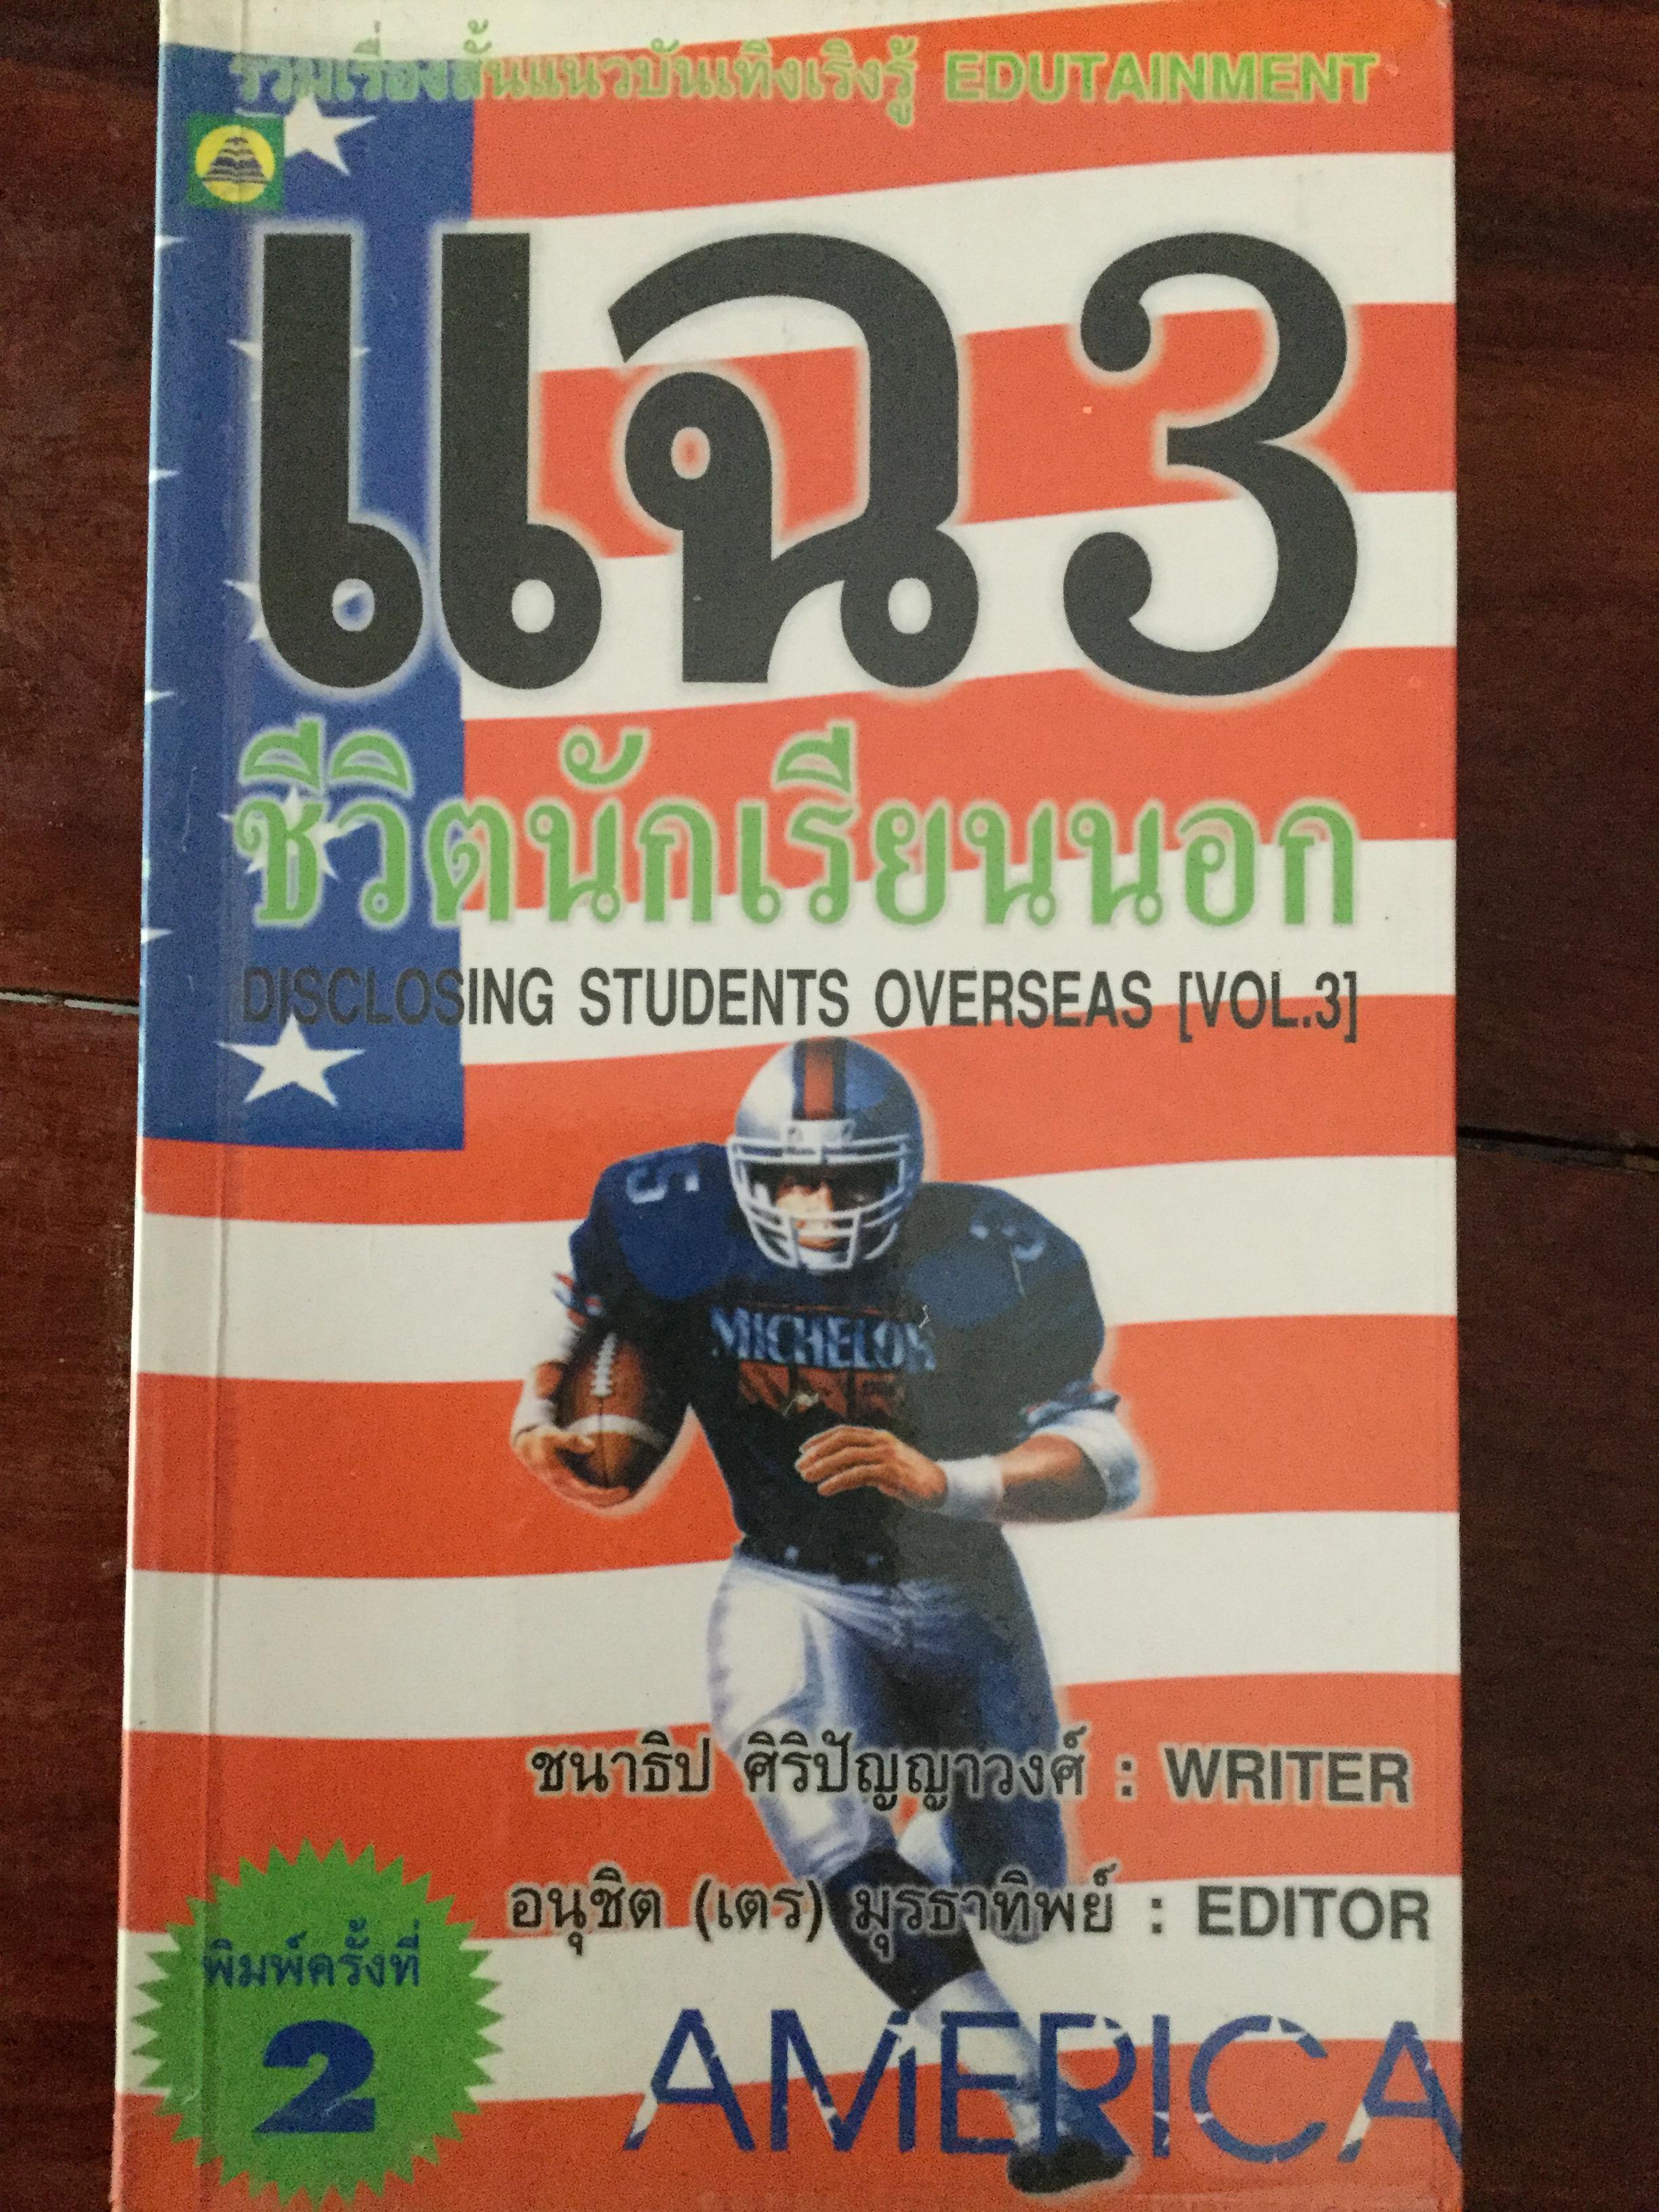 รวมเรื่องสั้นแนวบันเทิงเริงรู้ EDUTAINMENT
แฉ 3
ชีวิตนักเรียนนอก
DISCLOSING STUDENTS OVERSEAS [VOL.3]
5
MICHELOB
ชนาธิป ศิริปัญญาวงศ์ : WRITER
อนุชิต (เตร) มุรธาทิพย์ : EDITOR
พิมพ์ครั้งที่
2
AMERICA